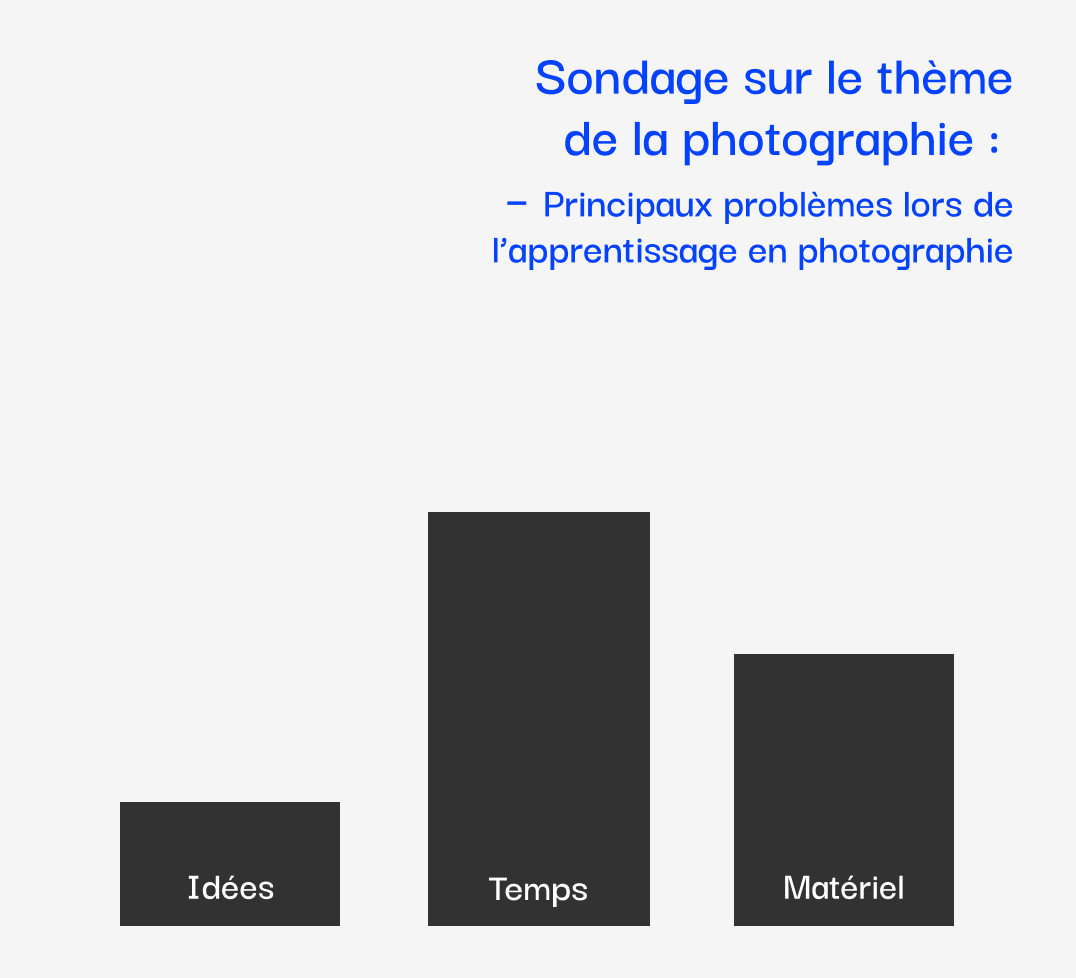 Sondage sur le thème
de la photographie :
– Principaux problèmes lors de
l’apprentissage en photographie
Idées
Temps
Matériel